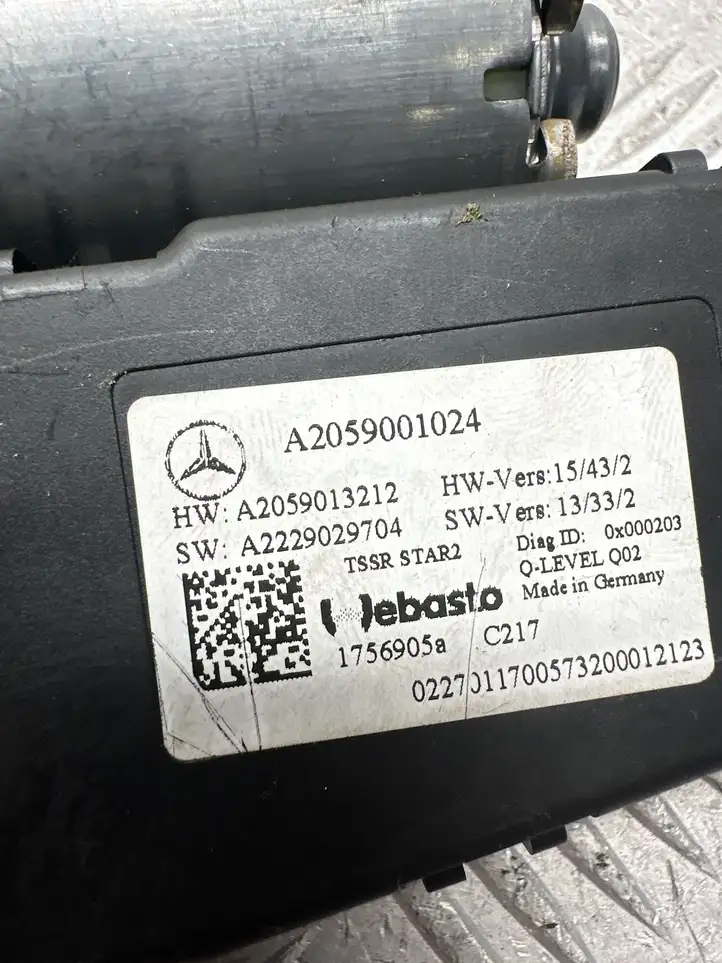 A2059001024
HW: A2059013212 HW-Vers:15/43/2
SW: A2229029704 SW-Vers: 13/33/2
TSSR STAR2 Diag ID: 0x000203
Q-LEVEL Q02
Webasto Made in Germany
1756905a C217
0227011700573200012123